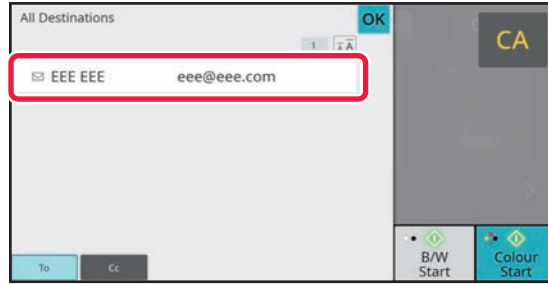 All Destinations
OK
CA
1
EEE EEE eee@eee.com
To
Cc
B/W
Start
Colour
Start